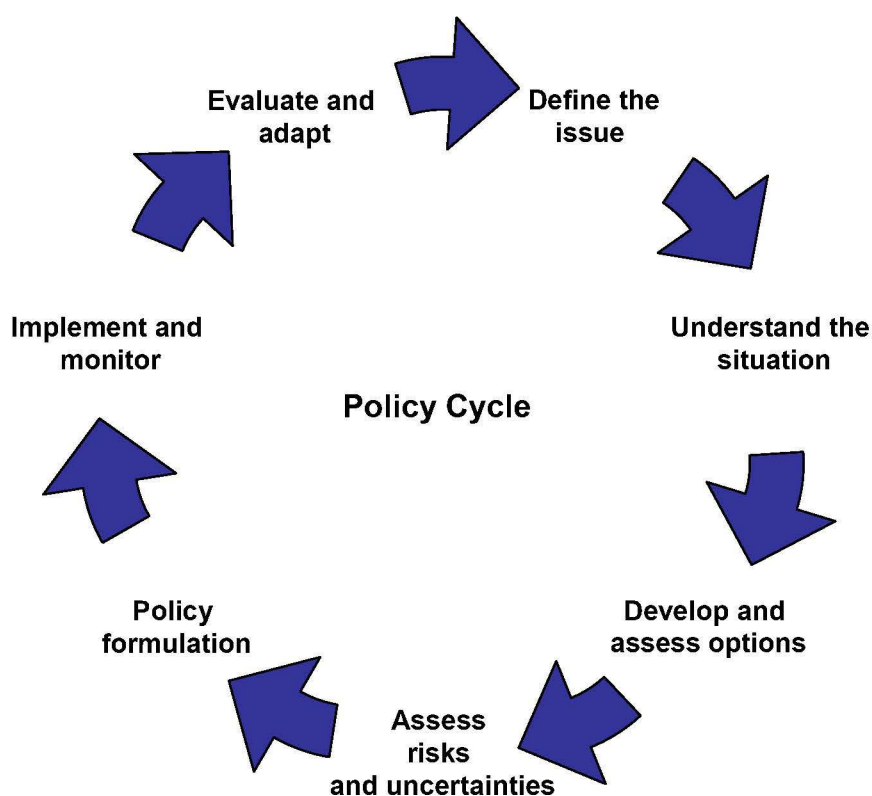 Evaluate and
adapt
Define the
issue
Understand the
situation
Develop and
assess options
Assess
risks
and uncertainties
Policy
formulation
Implement and
monitor
Policy Cycle